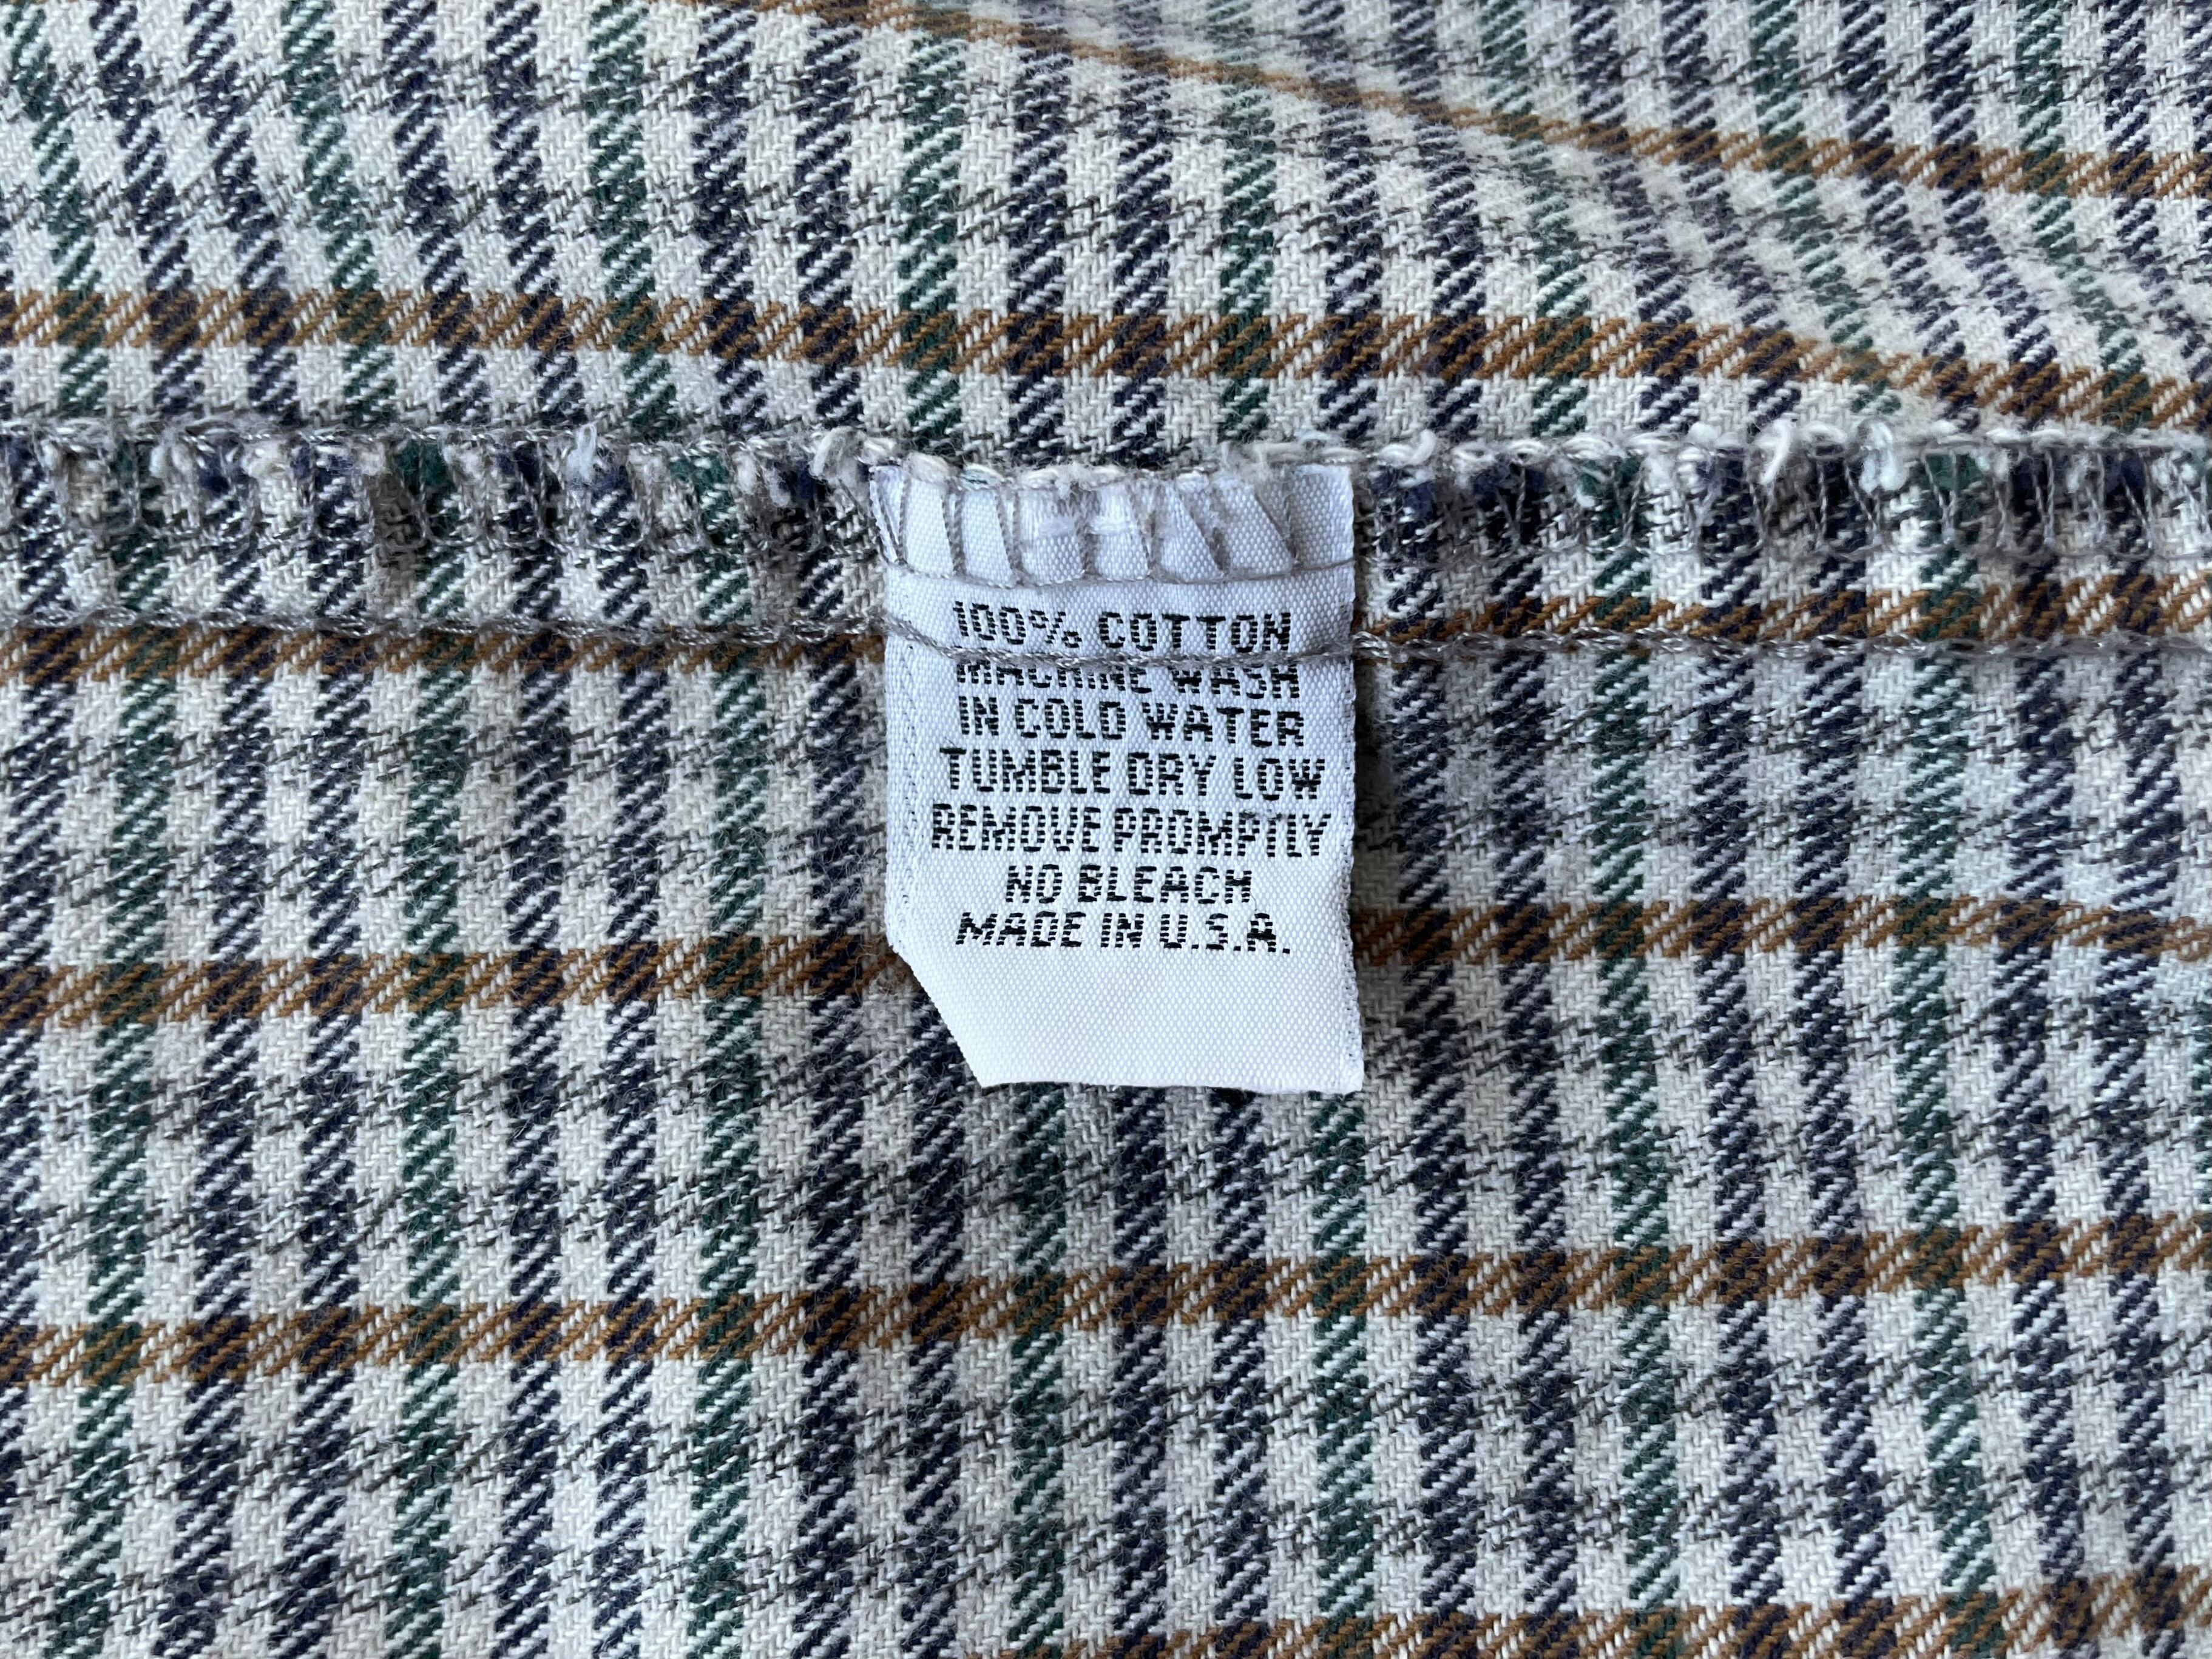 100% COTTON
MACHINE WASH
IN COLD WATER
TUMBLE DRY LOW
REMOVE PROMPTLY
NO BLEACH
MADE IN U.S.A.